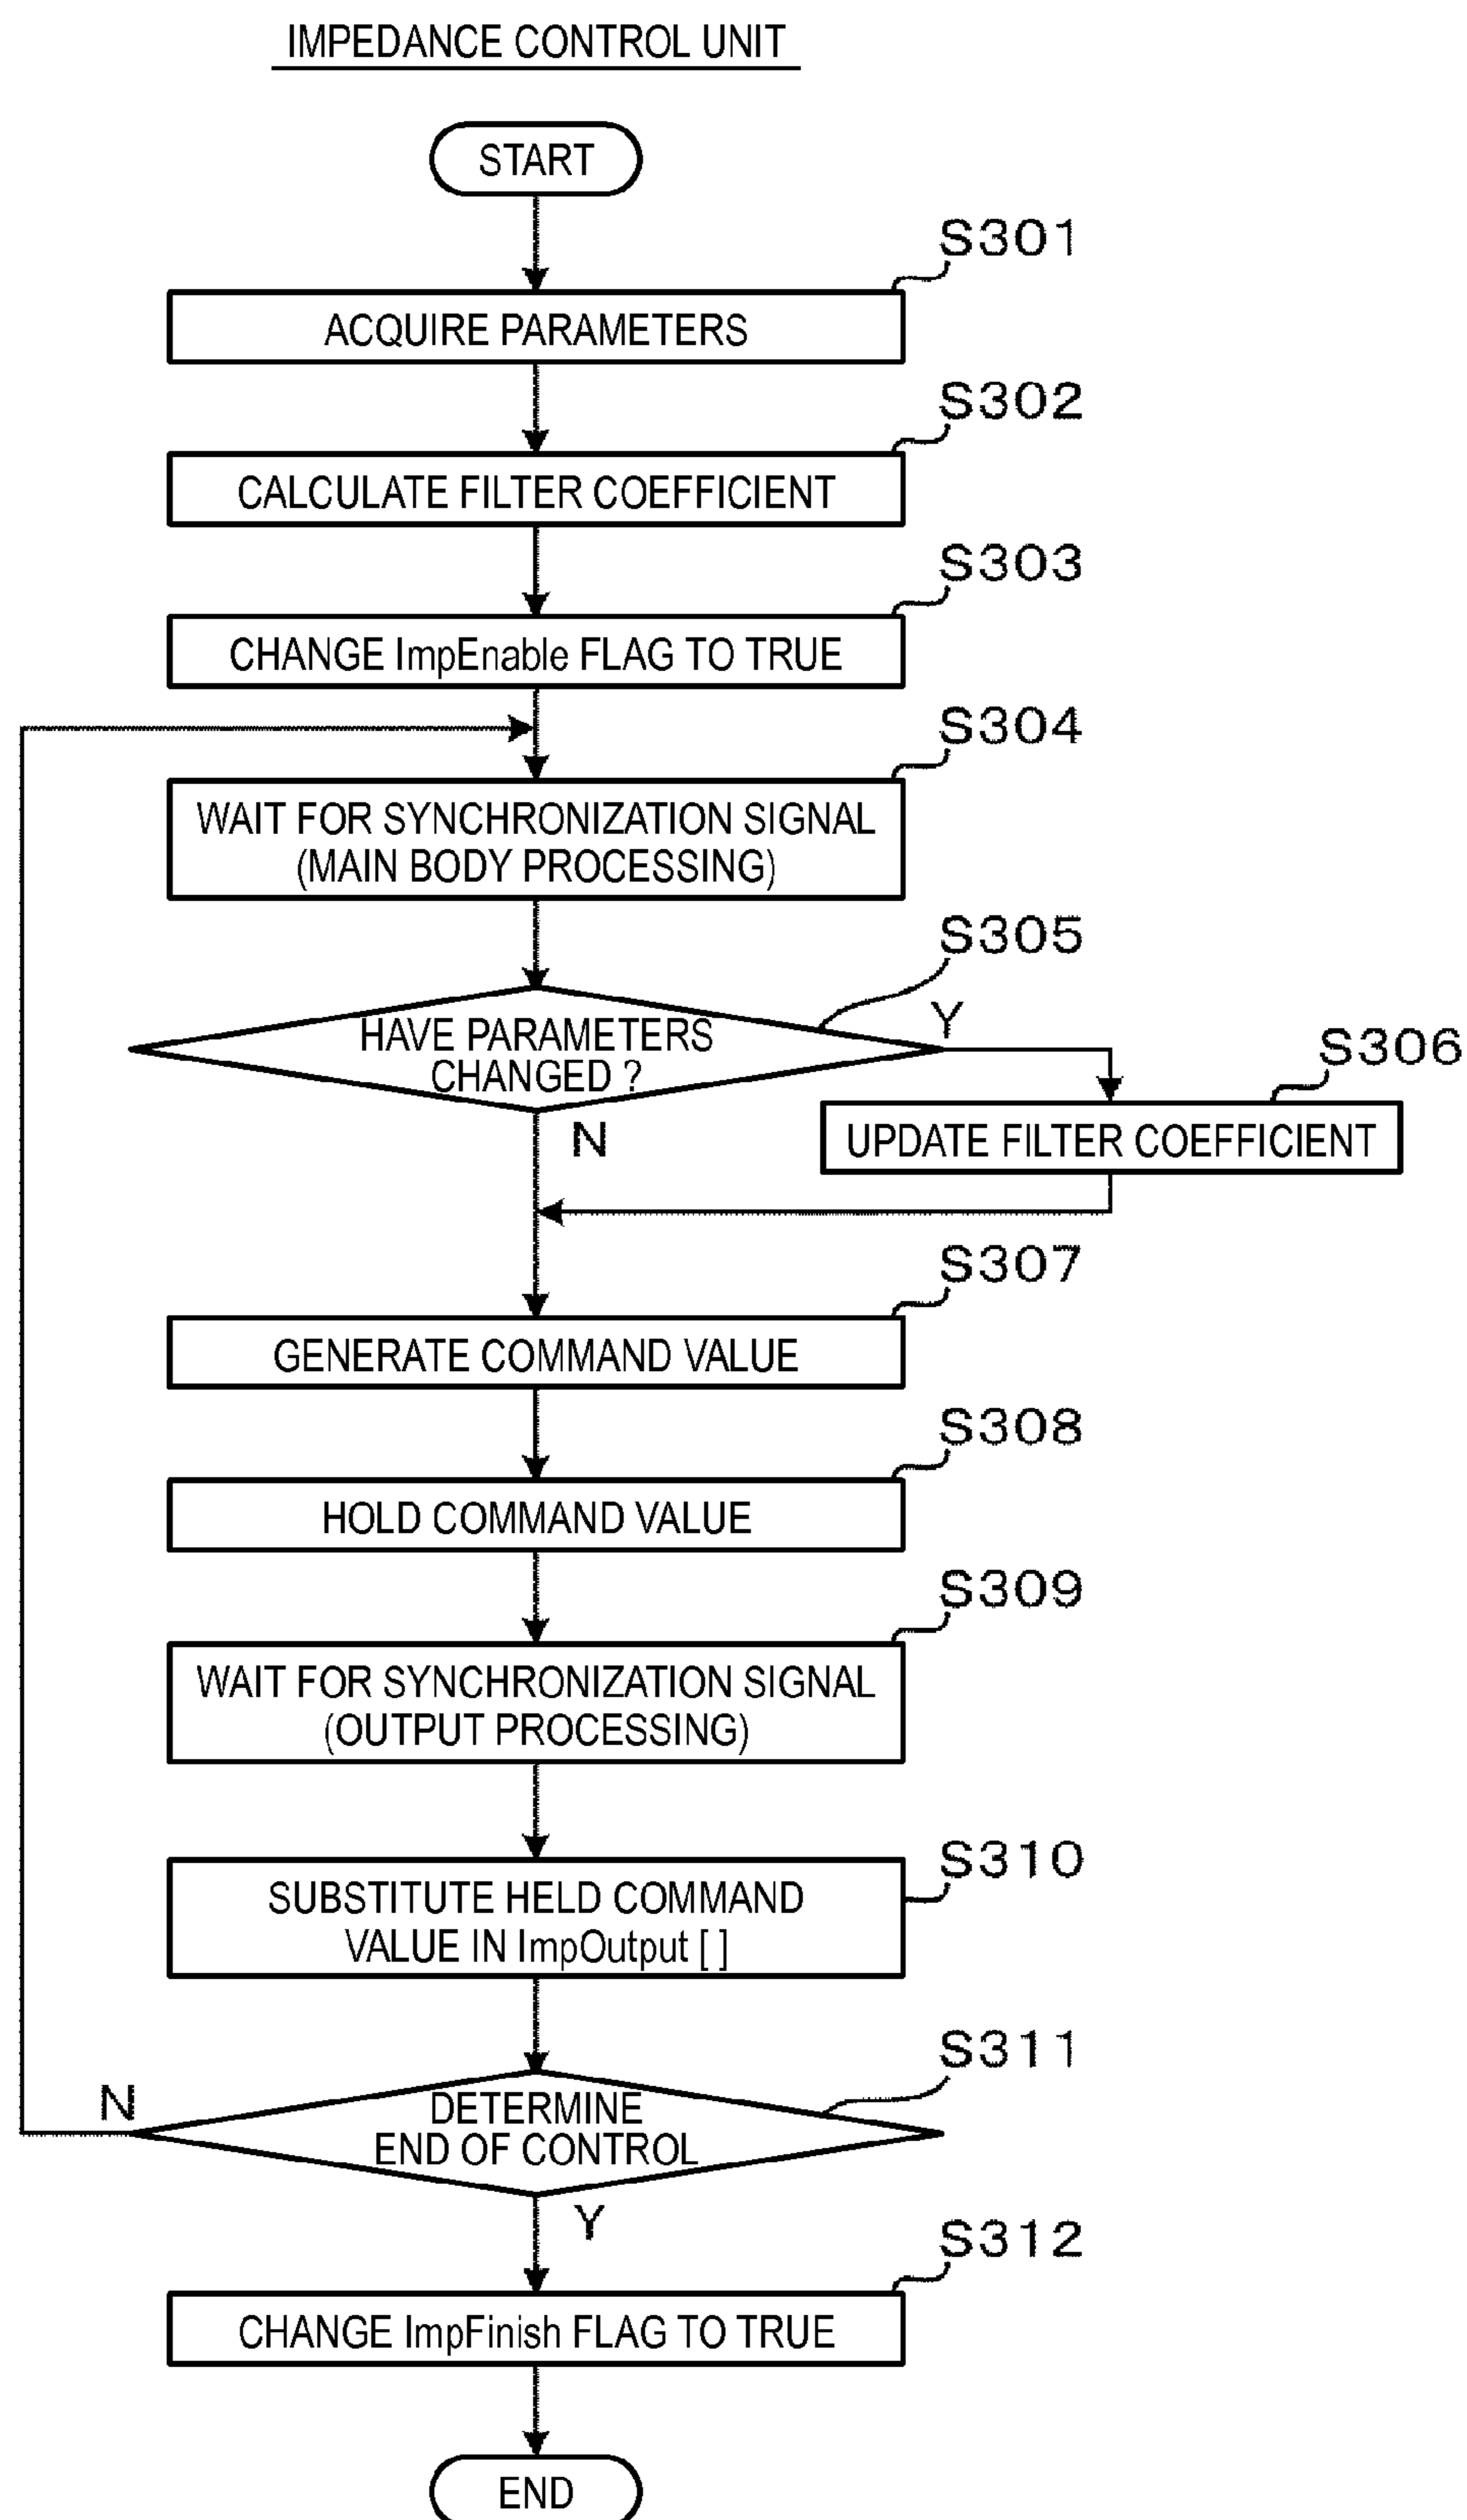 IMPEDANCE CONTROL UNIT
START
S301
ACQUIRE PARAMETERS
S302
CALCULATE FILTER COEFFICIENT
S303
CHANGE ImpEnable FLAG TO TRUE
S304
WAIT FOR SYNCHRONIZATION SIGNAL
(MAIN BODY PROCESSING)
S305
HAVE PARAMETERS
CHANGED ?
Y
N
S306
UPDATE FILTER COEFFICIENT
S307
GENERATE COMMAND VALUE
S308
HOLD COMMAND VALUE
S309
WAIT FOR SYNCHRONIZATION SIGNAL
(OUTPUT PROCESSING)
S310
SUBSTITUTE HELD COMMAND
VALUE IN ImpOutput [ ]
S311
DETERMINE
END OF CONTROL
N
Y
S312
CHANGE ImpFinish FLAG TO TRUE
END